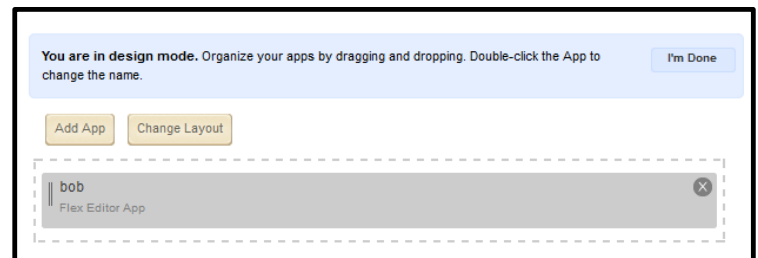 You are in design mode. Organize your apps by dragging and dropping. Double-click the App to
change the name.
I'm Done
Add App
Change Layout
bob
Flex Editor App